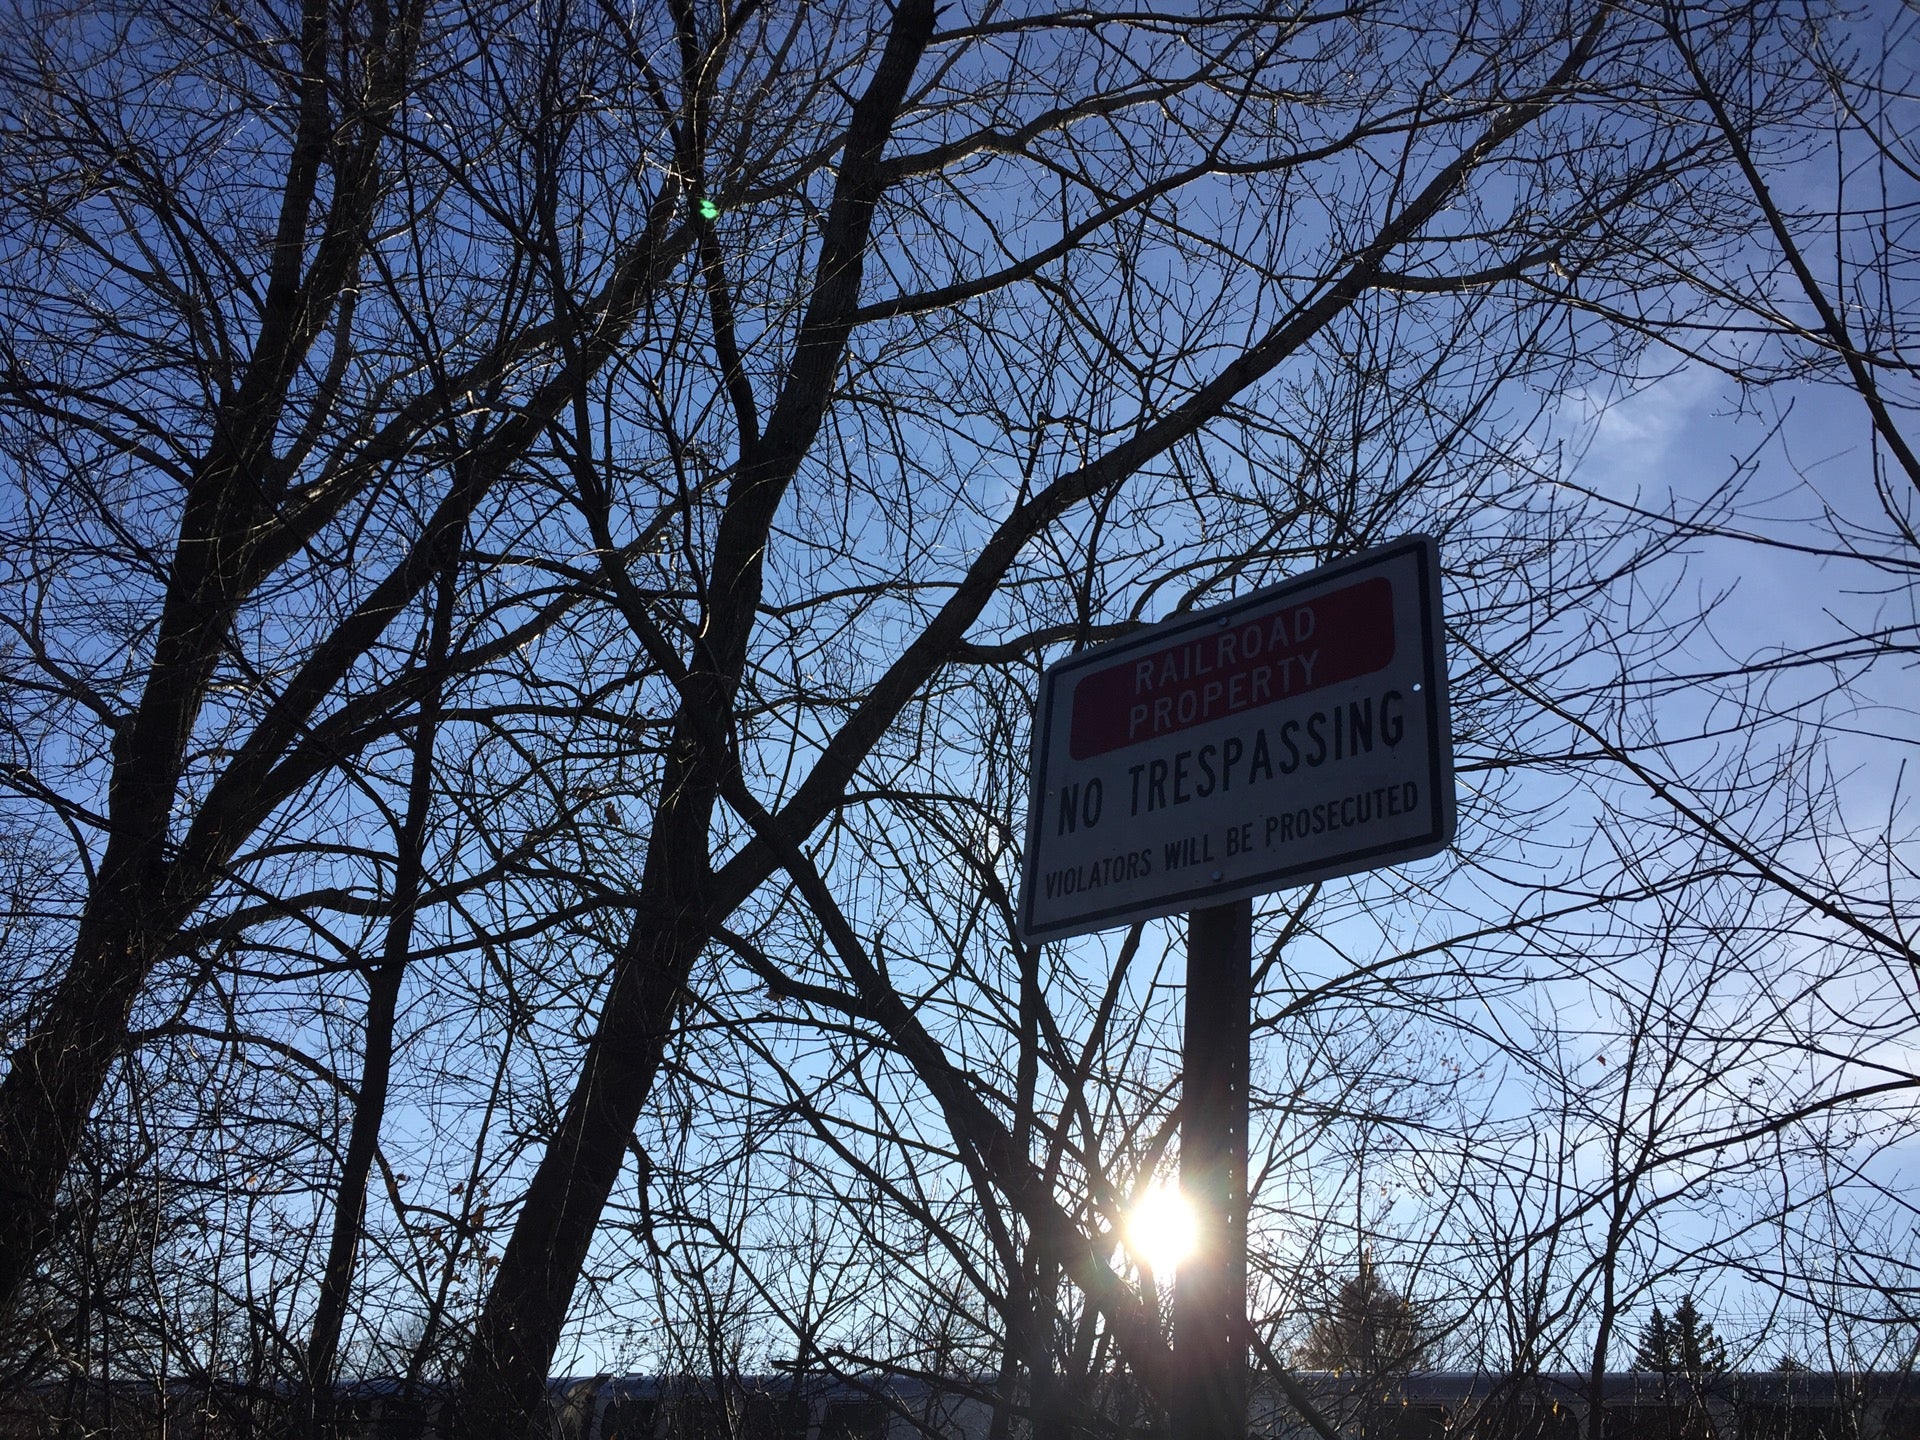 RAILROAD
PROPERTY
NO TRESPASSING
VIOLATORS WILL BE PROSECUTED